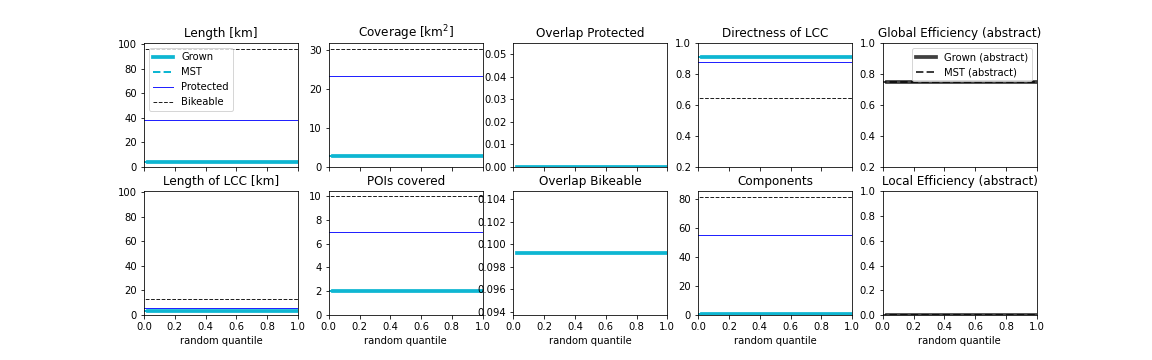 Length [km]
Coverage [km²]
Overlap Protected
Directness of LCC
Global Efficiency (abstract)
100
80
60
40
20
0
Grown
MST
Protected
Bikeable
30
20
10
0
0.05
0.04
0.03
0.02
0.01
0.00
1.0
0.8
0.6
0.4
0.2
1.0
0.8
0.6
0.4
0.2
Grown (abstract)
MST (abstract)
Length of LCC [km]
POIs covered
Overlap Bikeable
Components
Local Efficiency (abstract)
100
80
60
40
20
0
0.0 0.2 0.4 0.6 0.8 1.0
random quantile
10
8
6
4
2
0
0.0 0.2 0.4 0.6 0.8 1.0
random quantile
0.104
0.102
0.100
0.098
0.096
0.094
0.0 0.2 0.4 0.6 0.8 1.0
random quantile
80
60
40
20
0
0.0 0.2 0.4 0.6 0.8 1.0
random quantile
1.0
0.8
0.6
0.4
0.2
0.0
0.0 0.2 0.4 0.6 0.8 1.0
random quantile